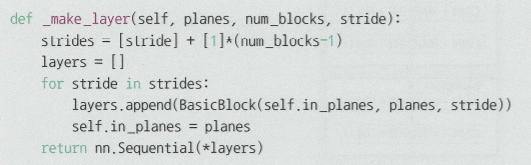 def _make_layer(self, planes, num_blocks, stride):
    strides = [stride] + [1]*(num_blocks-1)
    layers = []
    for stride in strides:
        layers.append(BasicBlock(self.in_planes, planes, stride))
        self.in_planes = planes
    return nn.Sequential(*layers)